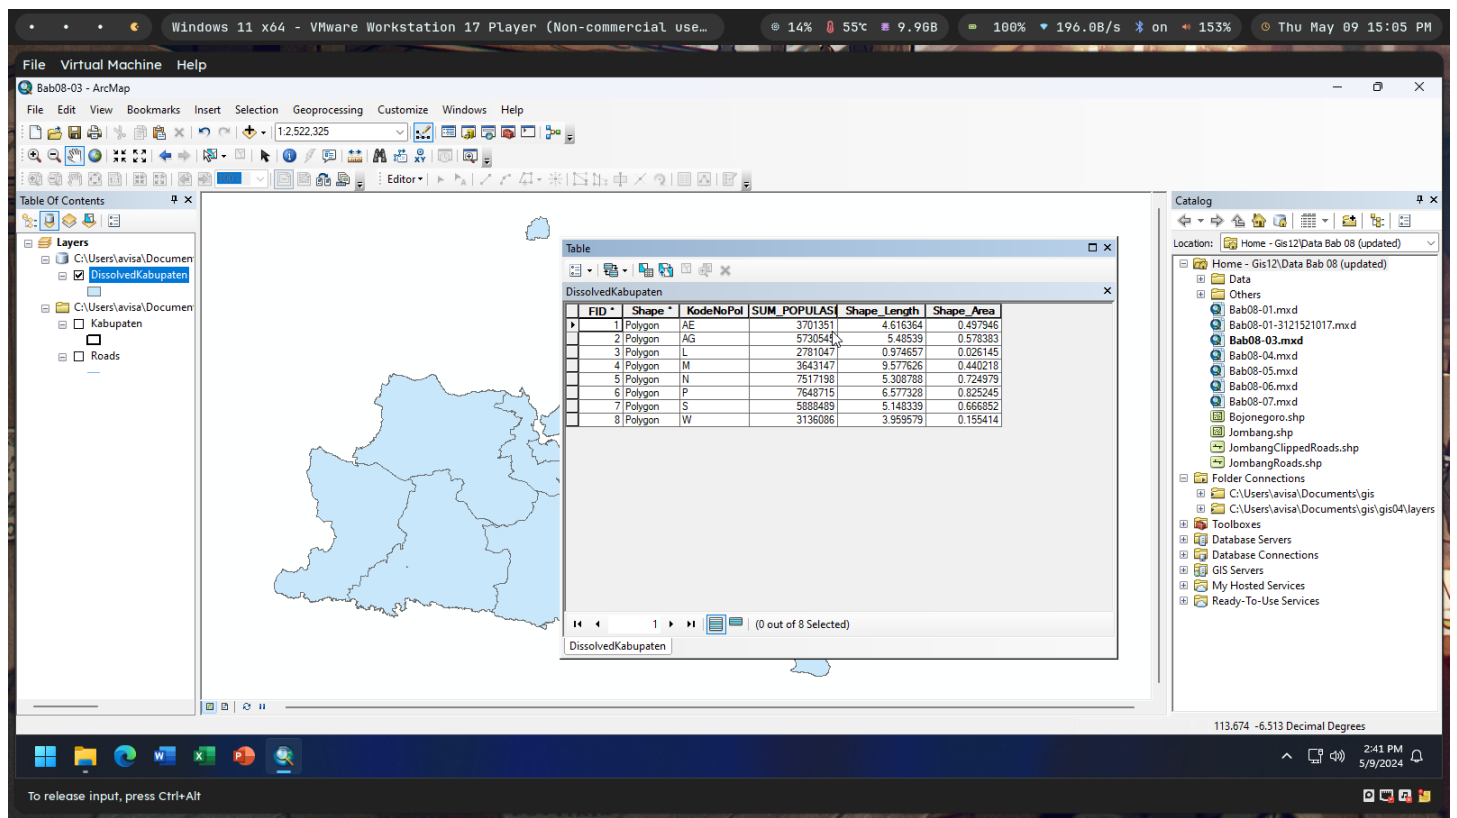 Windows 11 x64 - VMware Workstation 17 Player (Non-commercial use…
14% 55℃ 9.9GB
100% 196.0B/s on 153%
Thu May 09 15:05 PM
File Virtual Machine Help
Bab08-03 - ArcMap
File Edit View Bookmarks Insert Selection Geoprocessing Customize Windows Help
1:2,522,325
Editor
Table Of Contents
Layers
C:\Users\avisa\Documen
DissolvedKabupaten
C:\Users\avisa\Documen
Kabupaten
Roads
Table
DissolvedKabupaten
FID * Shape * KodeNoPol SUM_POPULASI Shape_Length Shape_Area
1 Polygon AE 3701351 4.616364 0.497946
2 Polygon AG 573054 5.48539 0.578383
3 Polygon L 2781047 0.974657 0.026145
4 Polygon M 3643147 9.577626 0.440218
5 Polygon N 7517198 5.308788 0.724979
6 Polygon P 7648715 6.577328 0.825245
7 Polygon S 5888489 5.148339 0.666852
8 Polygon W 3136086 3.959579 0.155414
1
(0 out of 8 Selected)
DissolvedKabupaten
Catalog
Location: Home - Gis12\Data Bab 08 (updated)
Home - Gis12\Data Bab 08 (updated)
Data
Others
Bab08-01.mxd
Bab08-01-3121521017.mxd
Bab08-03.mxd
Bab08-04.mxd
Bab08-05.mxd
Bab08-06.mxd
Bab08-07.mxd
Bojonegoro.shp
Jombang.shp
JombangClippedRoads.shp
JombangRoads.shp
Folder Connections
C:\Users\avisa\Documents\gis
C:\Users\avisa\Documents\gis\gis04\layers
Toolboxes
Database Servers
Database Connections
GIS Servers
My Hosted Services
Ready-To-Use Services
113.674 -6.513 Decimal Degrees
2:41 PM
5/9/2024
To release input, press Ctrl+Alt